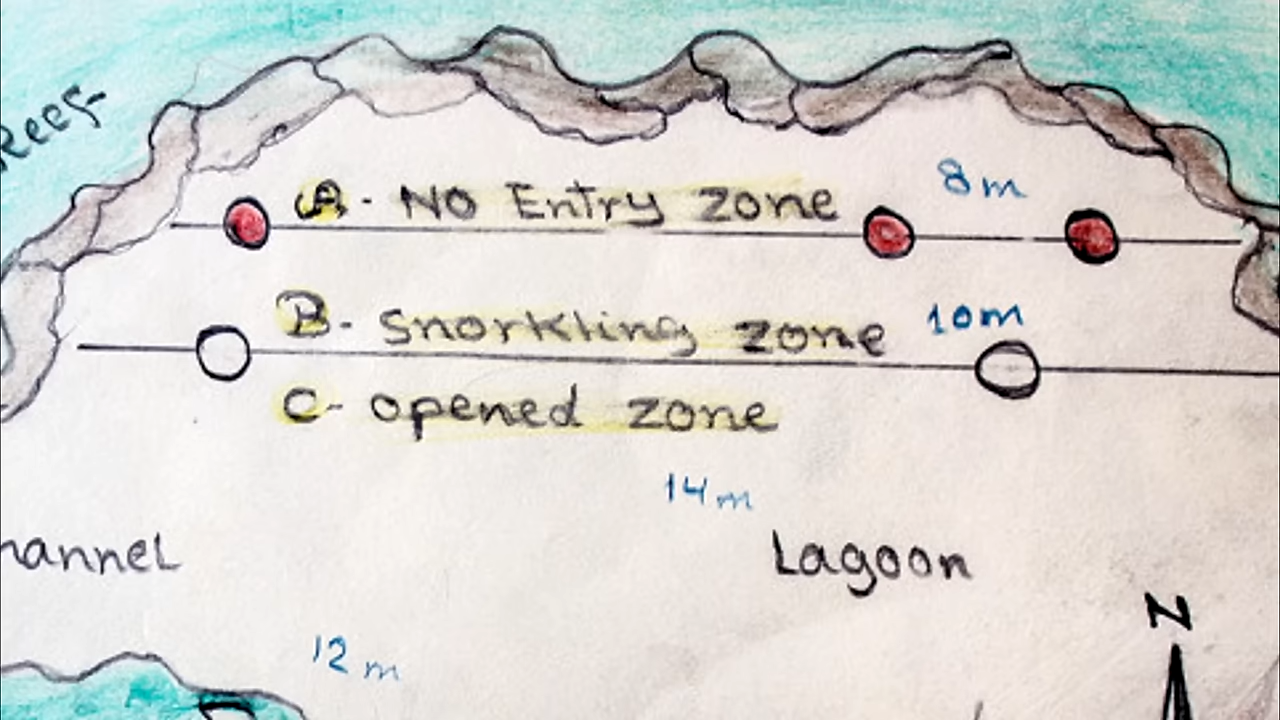 Reef
A - NO Entry zone
8m
B - Snorkling zone
10m
C - opened zone
14m
hannel
Lagoon
N
12m